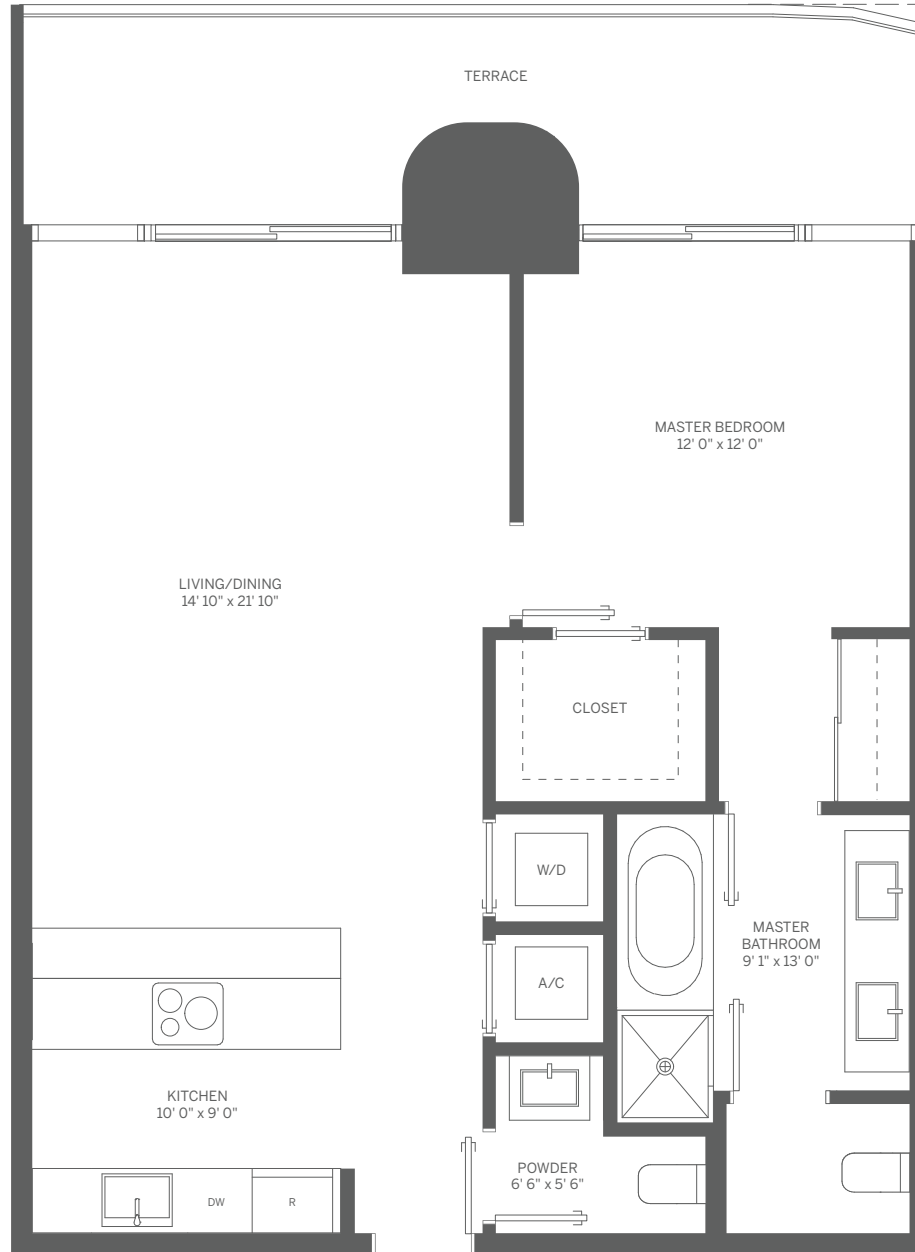 TERRACE
MASTER BEDROOM
12' 0" x 12' 0"
LIVING/DINING
14' 10" x 21' 10"
CLOSET
W/D
MASTER
BATHROOM
9' 1" x 13' 0"
A/C
KITCHEN
10' 0" x 9' 0"
POWDER
6' 6" x 5' 6"
DW
R